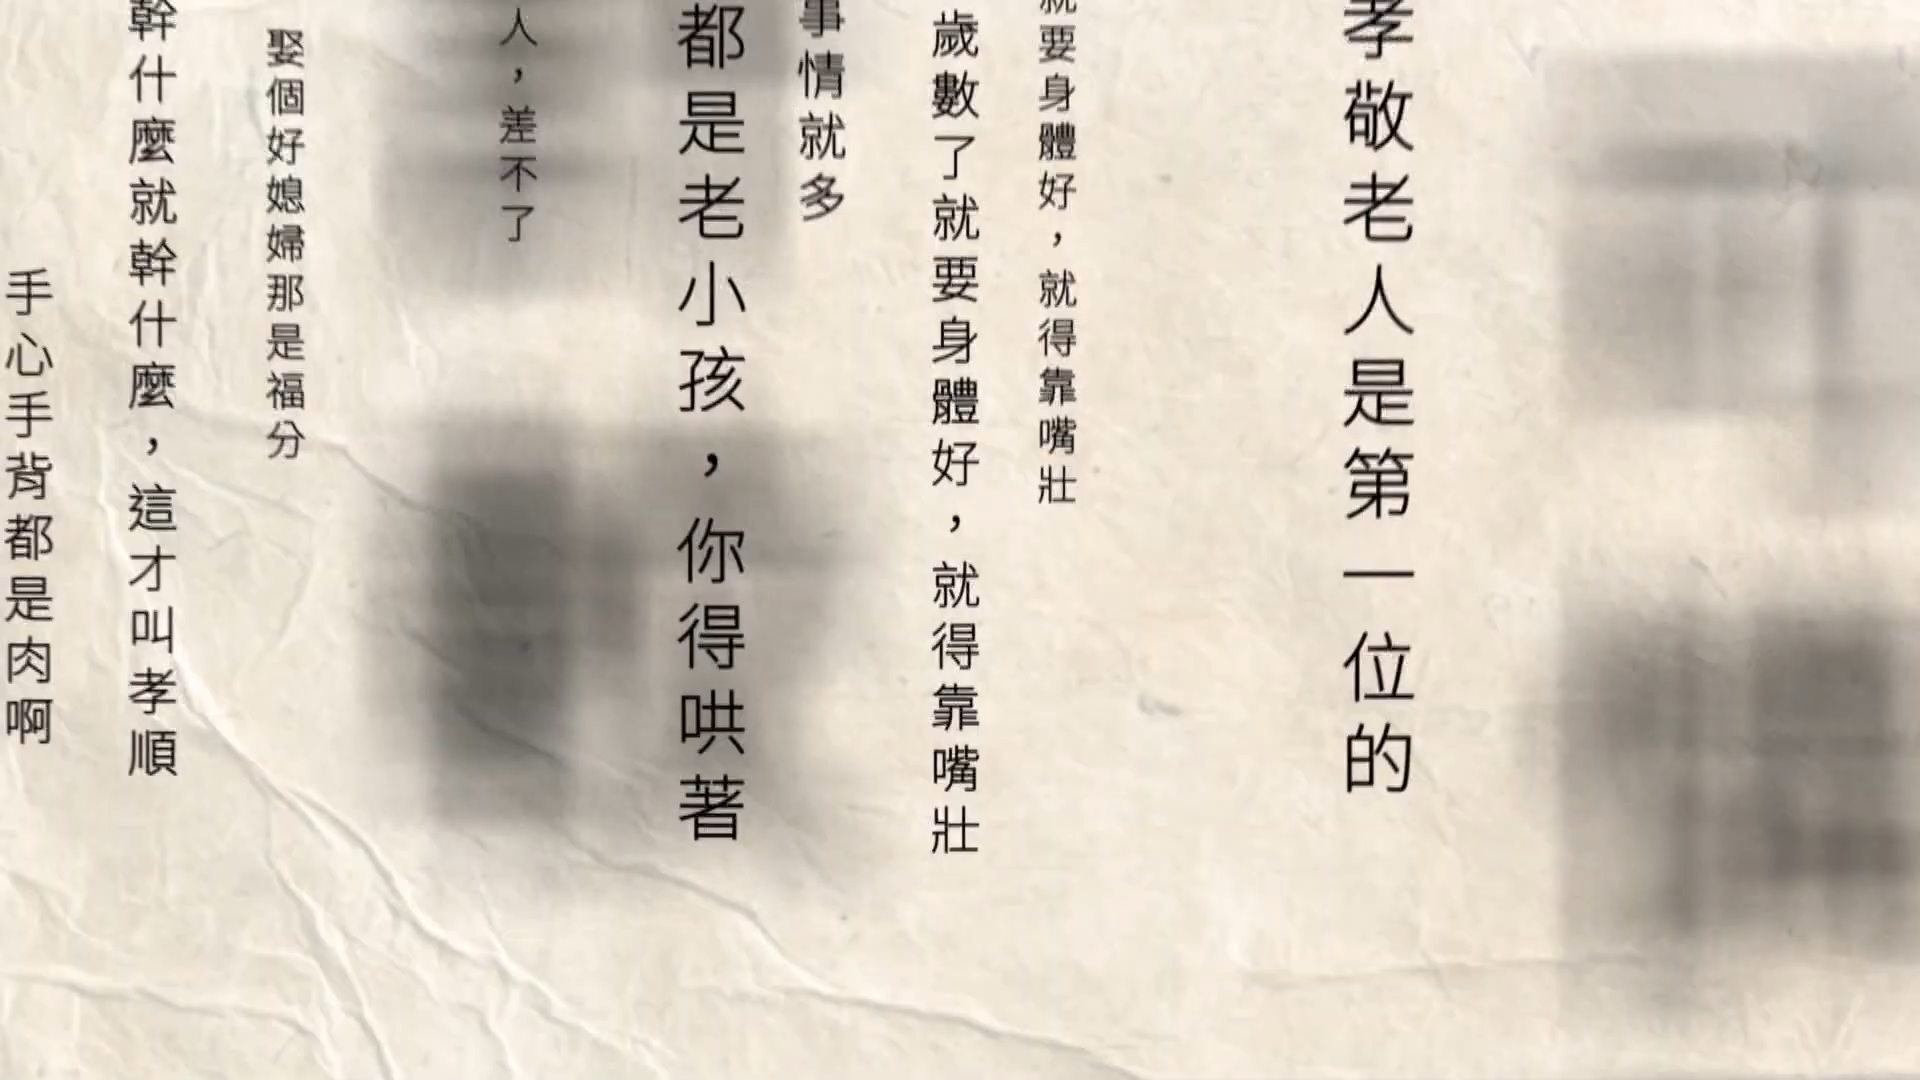 孝敬老人是第一位的
就要身體好，就得靠嘴壯
歲數了就要身體好，就得靠嘴壯
事情就多
都是老小孩，你得哄著
人，差不了
娶個好媳婦那是福分
幹什麼就幹什麼，這才叫孝順
手心手背都是肉啊